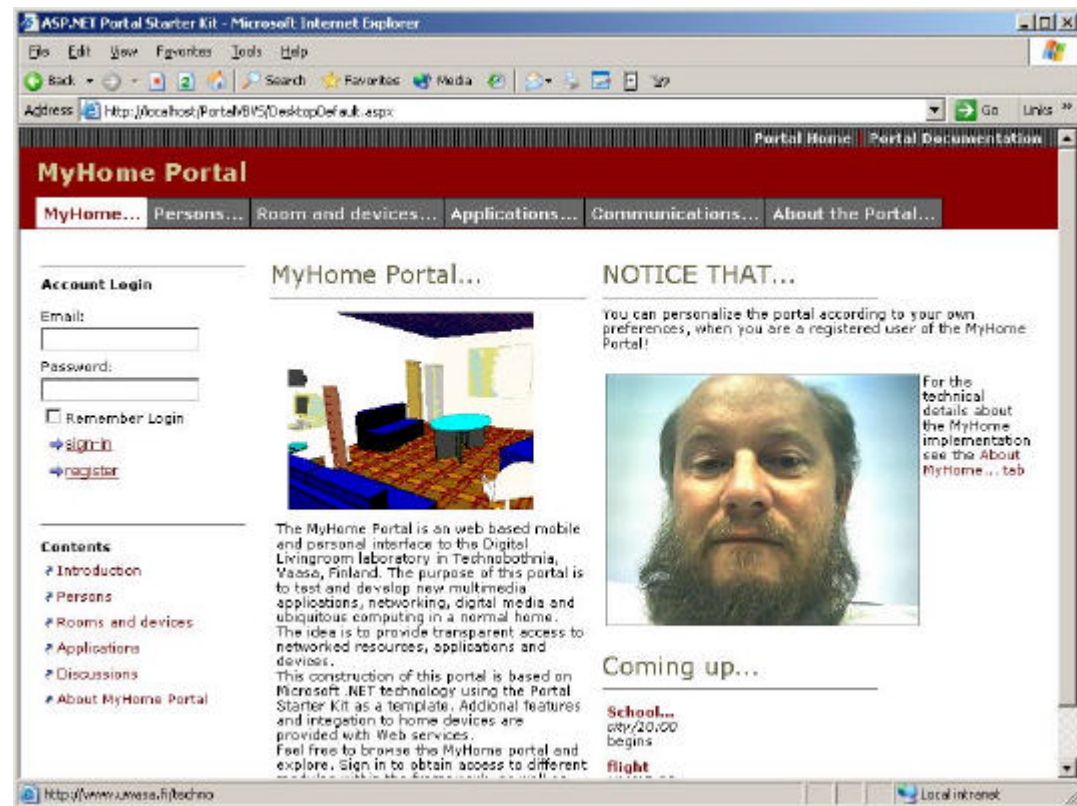 ASP.NET Portal Starter Kit - Microsoft Internet Explorer
File Edit View Favorites Tools Help
Back Search Favorites Media
Address http://localhost/PortalVBVS/DesktopDefault.aspx Go Links »
Portal Home | Portal Documentation
MyHome Portal
MyHome... Persons... Room and devices... Applications... Communications... About the Portal...
Account Login
Email:
Password:
Remember Login
sign-in
register
Contents
Introduction
Persons
Rooms and devices
Applications
Discussions
About MyHome Portal
MyHome Portal...
The MyHome Portal is an web based mobile
and personal interface to the Digital
Livingroom laboratory in Technobothnia,
Vaasa, Finland. The purpose of this portal is
to test and develop new multimedia
applications, networking, digital media and
ubiquitous computing in a normal home.
The idea is to provide transparent access to
networked resources, applications and
devices.
This construction of this portal is based on
Microsoft .NET technology using the Portal
Starter Kit as a template. Addional features
and integation to home devices are
provided with Web services.
Feel free to browse the MyHome portal and
explore. Sign in to obtain access to different
NOTICE THAT...
You can personalize the portal according to your own
preferences, when you are a registered user of the MyHome
Portal!
For the
technical
details about
the MyHome
implementation
see the About
MyHome... tab
Coming up...
School...
city/20:00
begins
flight
http://www.uwasa.fi/techno Local intranet